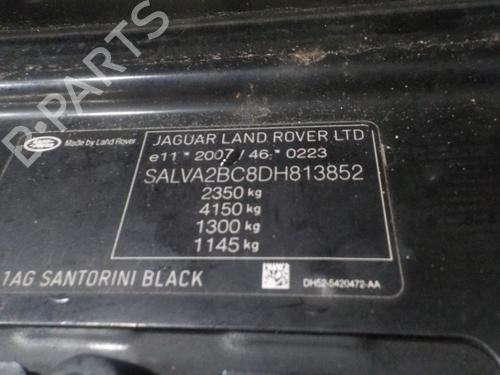 B-PARTS
Made by Land Rover
JAGUAR LAND ROVER LTD
e11 * 2007 / 46 * 0223
SALVA2BC8DH813852
2350 kg
4150 kg
1300 kg
1145 kg
1AG SANTORINI BLACK
DH52-5420472-AA